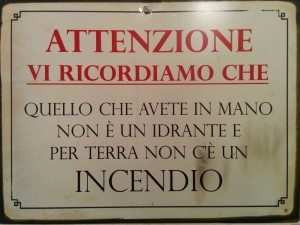 ATTENZIONE
VI RICORDIAMO CHE
QUELLO CHE AVETE IN MANO
NON È UN IDRANTE E
PER TERRA NON C'È UN
INCENDIO